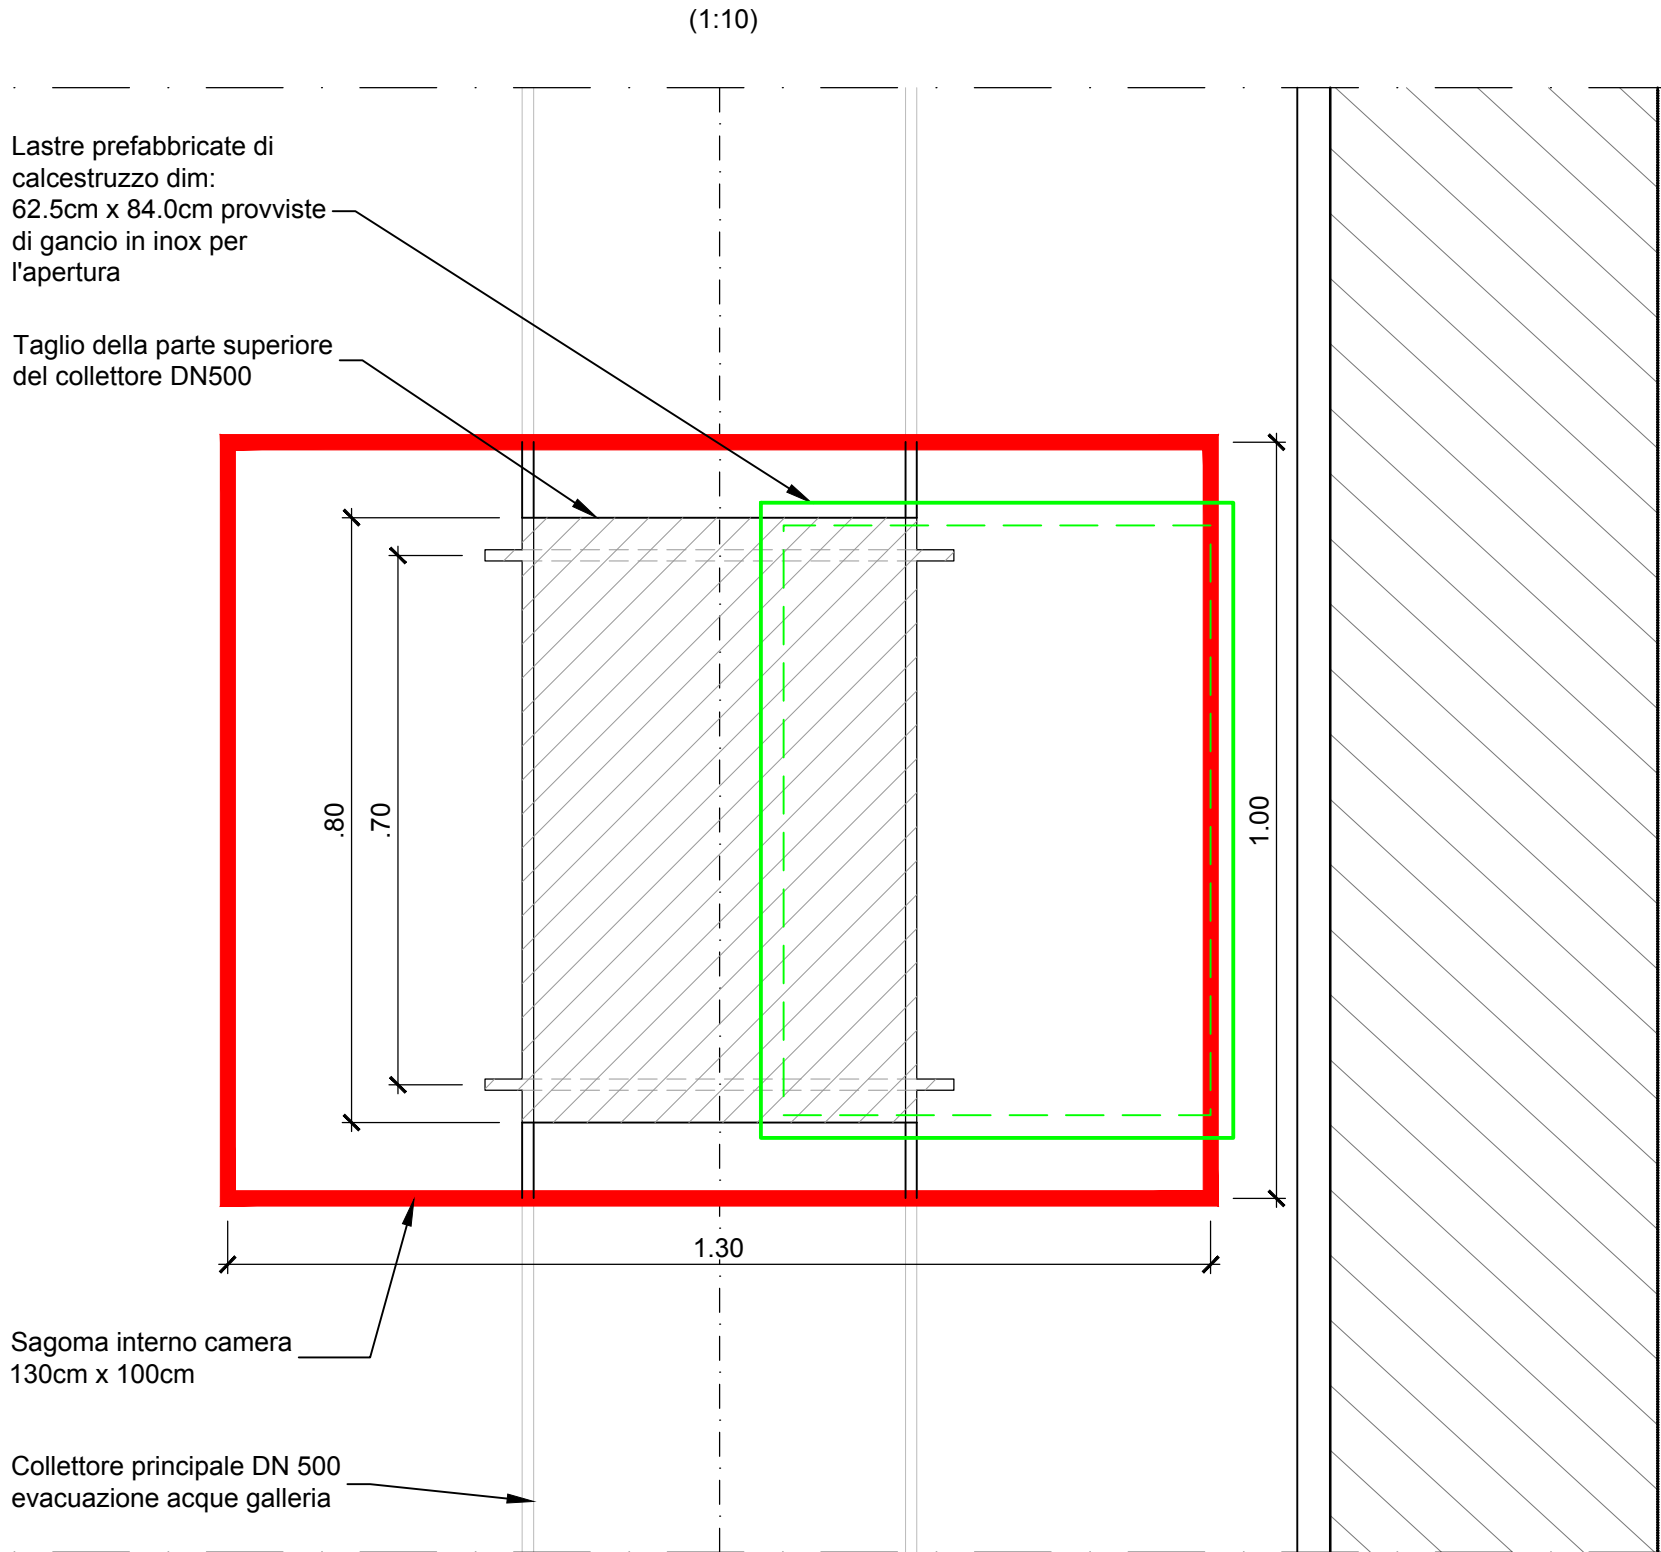 (1:10)
Lastre prefabbricate di
calcestruzzo dim:
62.5cm x 84.0cm provviste
di gancio in inox per
l'apertura
Taglio della parte superiore
del collettore DN500
.80
.70
1.00
1.30
Sagoma interno camera
130cm x 100cm
Collettore principale DN 500
evacuazione acque galleria